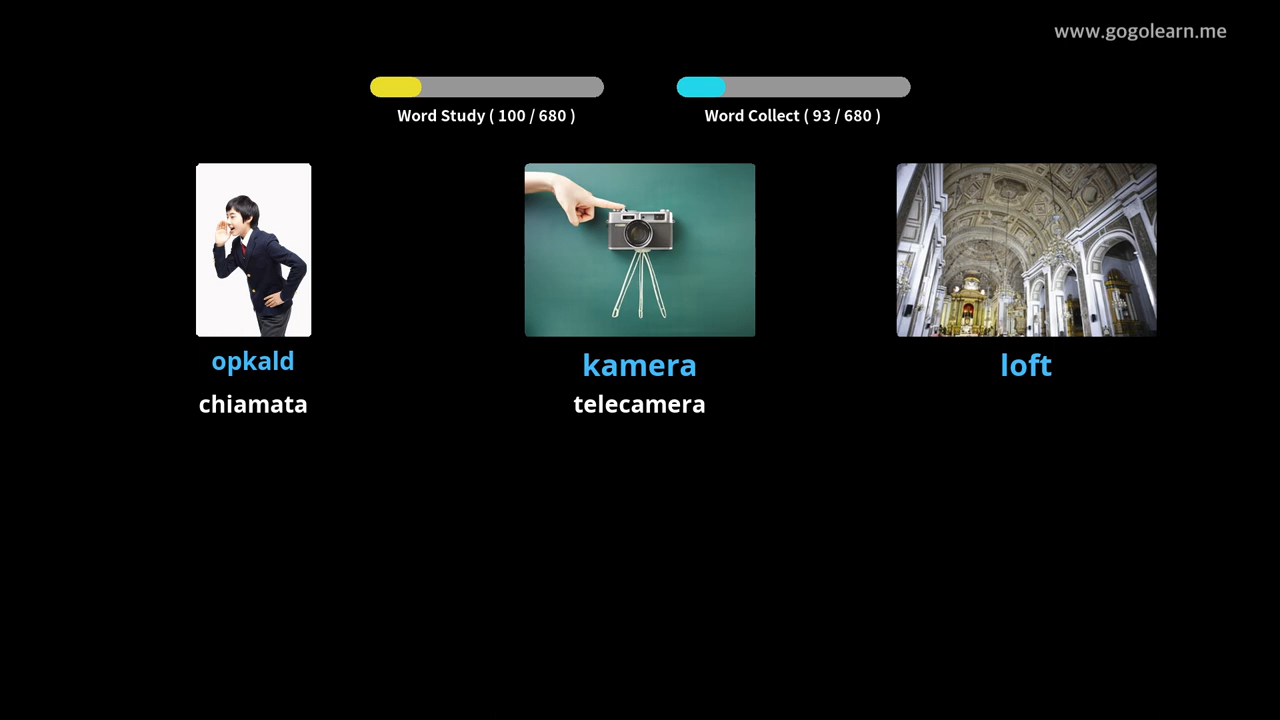 www.gogolearn.me
Word Study ( 100 / 680 )
Word Collect ( 93 / 680 )
opkald
kamera
loft
chiamata
telecamera